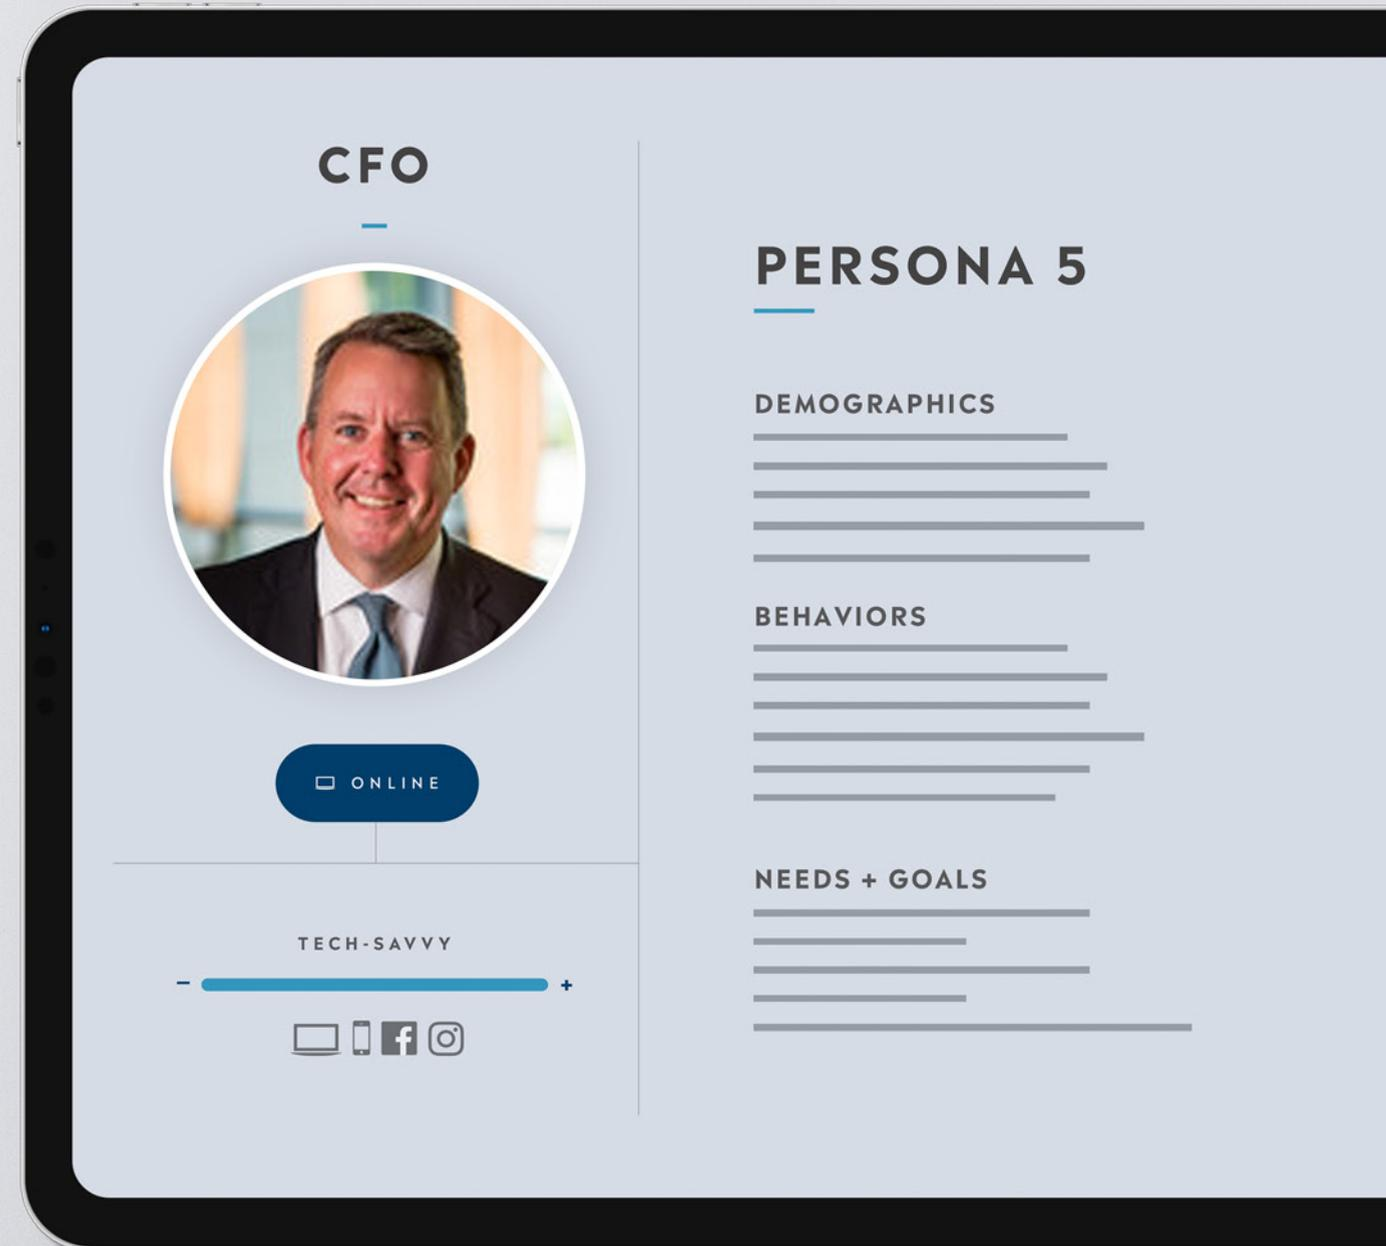 CFO
ONLINE
TECH-SAVVY
- +
PERSONA 5
DEMOGRAPHICS
BEHAVIORS
NEEDS + GOALS